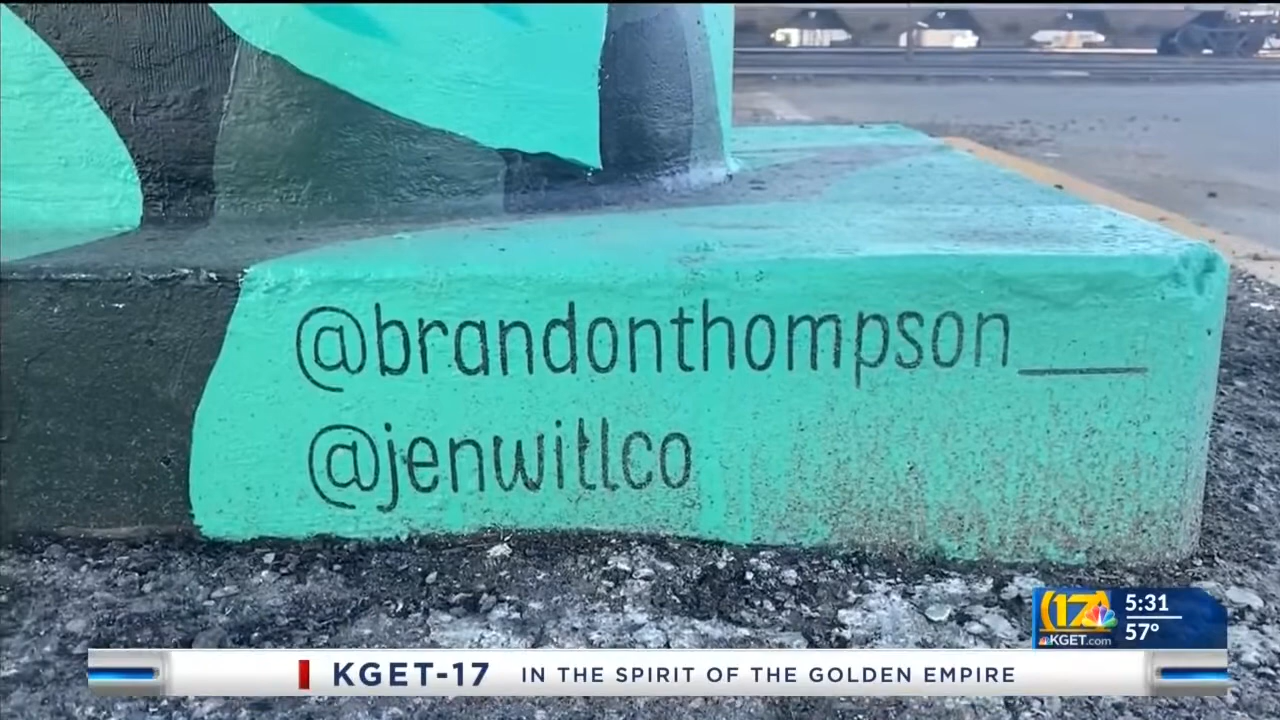 @brandonthompson___
@jenwitlco
(17)
KGET.com
5:31
57°
KGET-17 IN THE SPIRIT OF THE GOLDEN EMPIRE